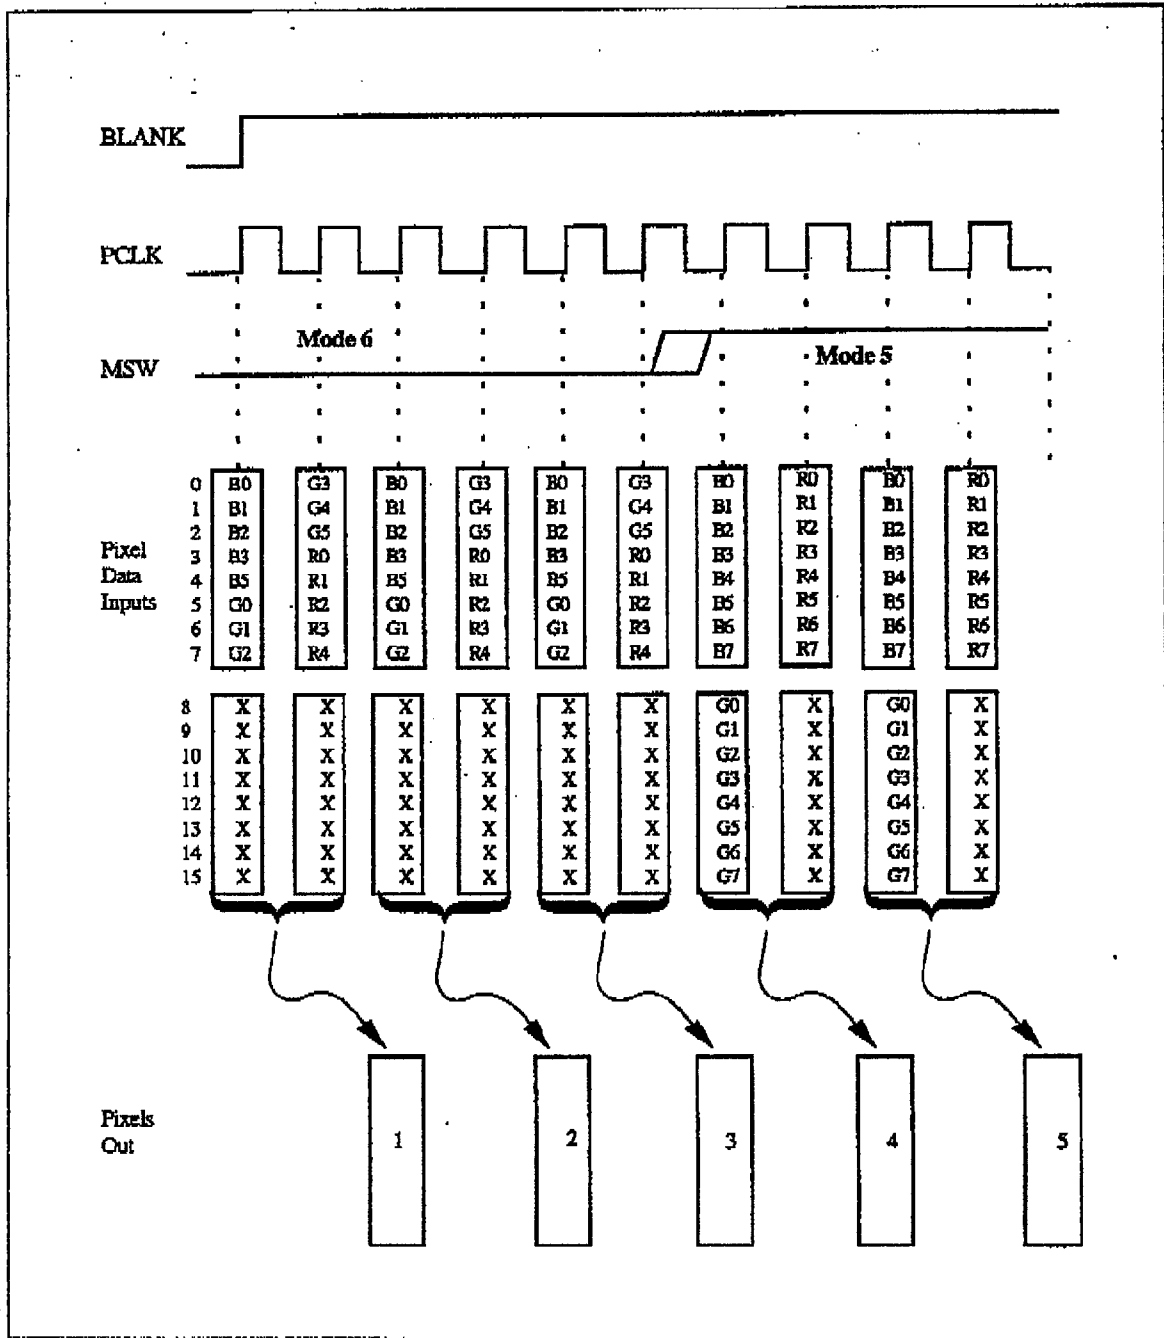 BLANK
PCLK
Mode 6
MSW
Mode 5
0 B0 G3 B0 G3 B0 G3 B0 R0 B0 R0
1 B1 G4 B1 G4 B1 G4 B1 R1 B1 R1
2 B2 G5 B2 G5 B2 G5 B2 R2 B2 R2
Pixel
3 B3 R0 B3 R0 B3 R0 B3 R3 B3 R3
Data
4 B5 R1 B5 R1 B5 R1 B4 R4 B4 R4
Inputs
5 G0 R2 G0 R2 G0 R2 B5 R5 B5 R5
6 G1 R3 G1 R3 G1 R3 B6 R6 B6 R6
7 G2 R4 G2 R4 G2 R4 B7 R7 B7 R7
8 X X X X X X G0 X G0 X
9 X X X X X X G1 X G1 X
10 X X X X X X G2 X G2 X
11 X X X X X X G3 X G3 X
12 X X X X X X G4 X G4 X
13 X X X X X X G5 X G5 X
14 X X X X X X G6 X G6 X
15 X X X X X X G7 X G7 X
Pixels
Out
1 2 3 4 5